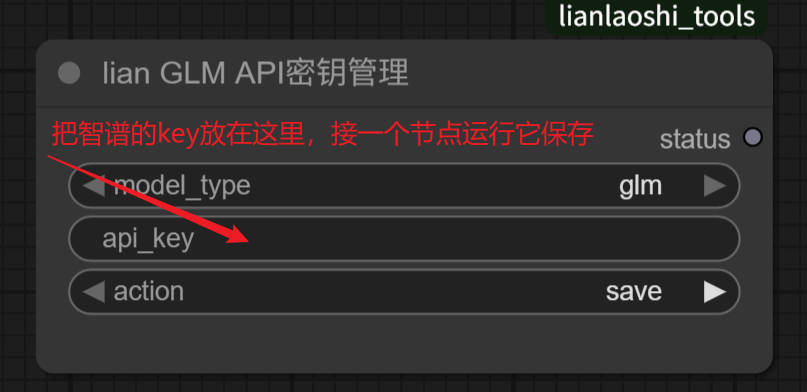 lianlaoshi_tools
lian GLM API密钥管理
把智谱的key放在这里，接一个节点运行它保存
status
model_type glm
api_key
action save